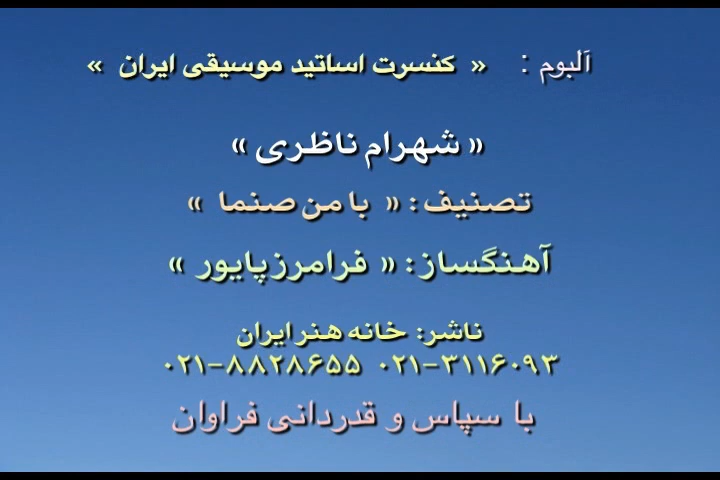 آلبوم : « کنسرت اساتید موسیقی ایران »
« شهرام ناظری »
تصنیف : « با من صنما »
آهنگساز : « فرامرز پایور »
ناشر: خانه هنر ایران
۰۲۱-۸۸۲۸۶۵۵ ۰۲۱-۳۱۱۶۰۹۳
با سپاس و قدردانی فراوان